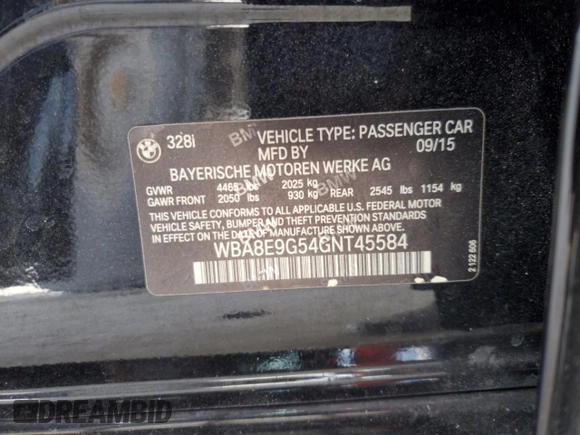 328i VEHICLE TYPE: PASSENGER CAR
MFD BY 09/15
BAYERISCHE MOTOREN WERKE AG
GVWR 4465 lbs 2025 kg
GAWR FRONT 2050 lbs 930 kg REAR 2545 lbs 1154 kg
THIS VEHICLE CONFORMS TO ALL APPLICABLE U.S. FEDERAL MOTOR
VEHICLE SAFETY, BUMPER AND THEFT PREVENTION STANDARDS
IN EFFECT ON THE DATE OF MANUFACTURE SHOWN ABOVE.
WBA8E9G54GNT45584
2 122 606
BMW
BMW
BMW
DREAMBID